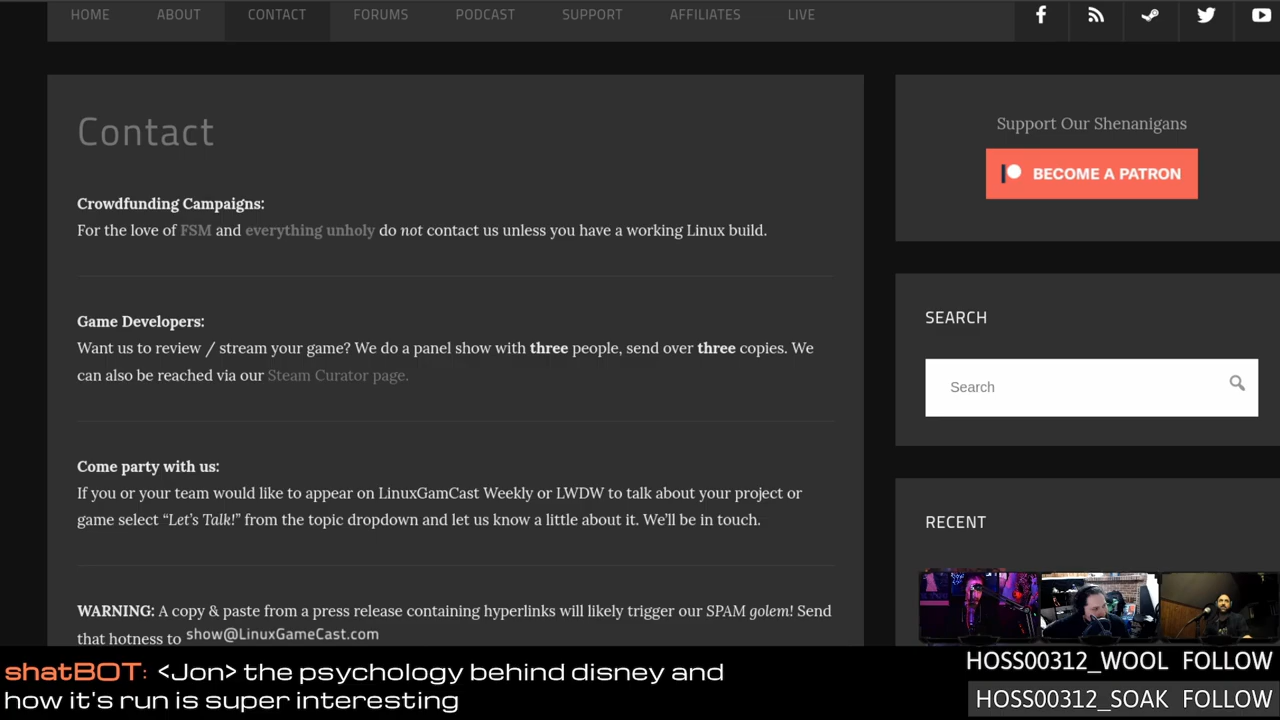 HOME ABOUT CONTACT FORUMS PODCAST SUPPORT AFFILIATES LIVE
Contact
Crowdfunding Campaigns:
For the love of FSM and everything unholy do not contact us unless you have a working Linux build.
Game Developers:
Want us to review / stream your game? We do a panel show with three people, send over three copies. We
can also be reached via our Steam Curator page.
Come party with us:
If you or your team would like to appear on LinuxGamCast Weekly or LWDW to talk about your project or
game select “Let’s Talk!” from the topic dropdown and let us know a little about it. We’ll be in touch.
WARNING: A copy & paste from a press release containing hyperlinks will likely trigger our SPAM golem! Send
that hotness to show@LinuxGameCast.com
Support Our Shenanigans
BECOME A PATRON
SEARCH
Search
RECENT
shatBOT: <Jon> the psychology behind disney and
how it's run is super interesting
HOSS00312_WOOL FOLLOW
HOSS00312_SOAK FOLLOW